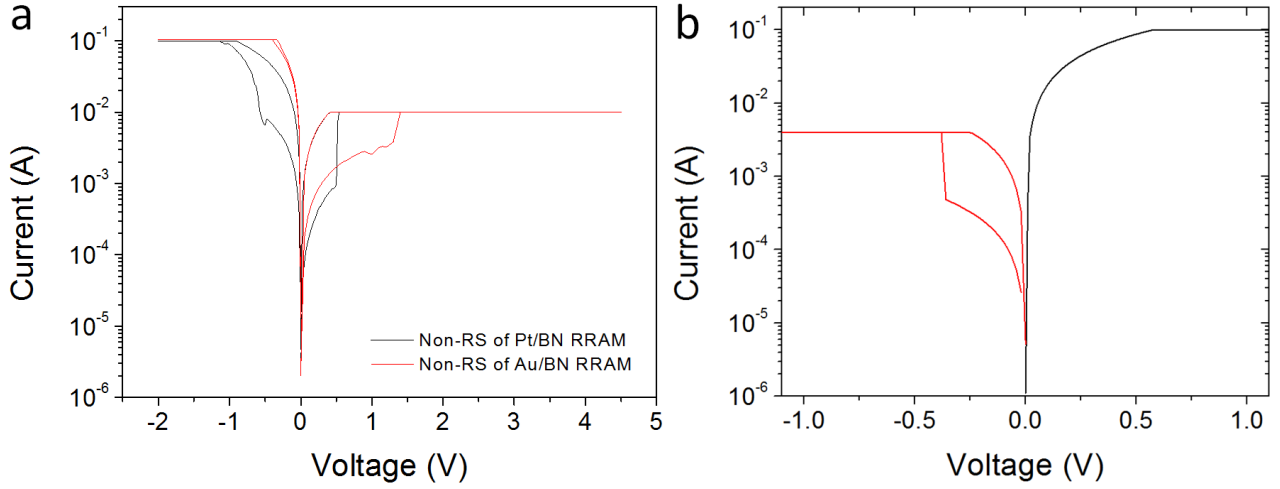 a
Current (A)
10⁻¹
10⁻²
10⁻³
10⁻⁴
10⁻⁵
10⁻⁶
Non-RS of Pt/BN RRAM
Non-RS of Au/BN RRAM
-2 -1 0 1 2 3 4 5
Voltage (V)
b
Current (A)
10⁻¹
10⁻²
10⁻³
10⁻⁴
10⁻⁵
10⁻⁶
-1.0 -0.5 0.0 0.5 1.0
Voltage (V)